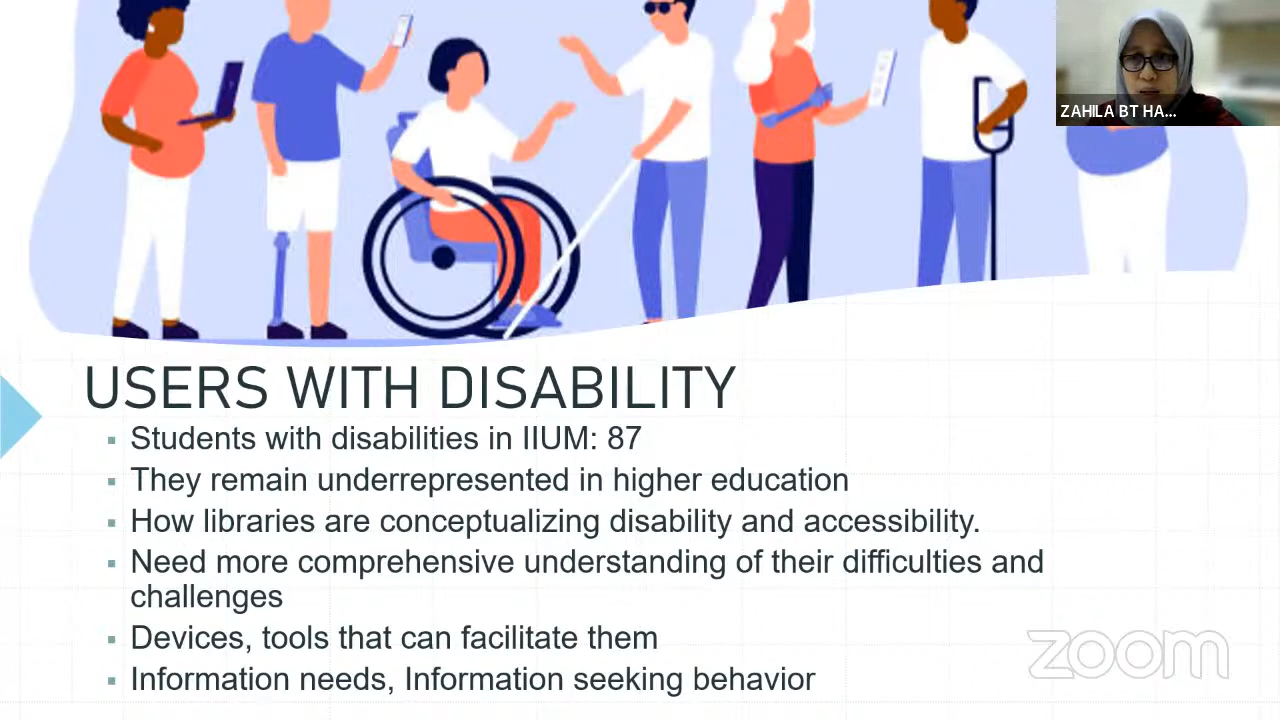 ZAHILA BT HA...
USERS WITH DISABILITY
Students with disabilities in IIUM: 87
They remain underrepresented in higher education
How libraries are conceptualizing disability and accessibility.
Need more comprehensive understanding of their difficulties and
challenges
Devices, tools that can facilitate them
Information needs, Information seeking behavior
zoom